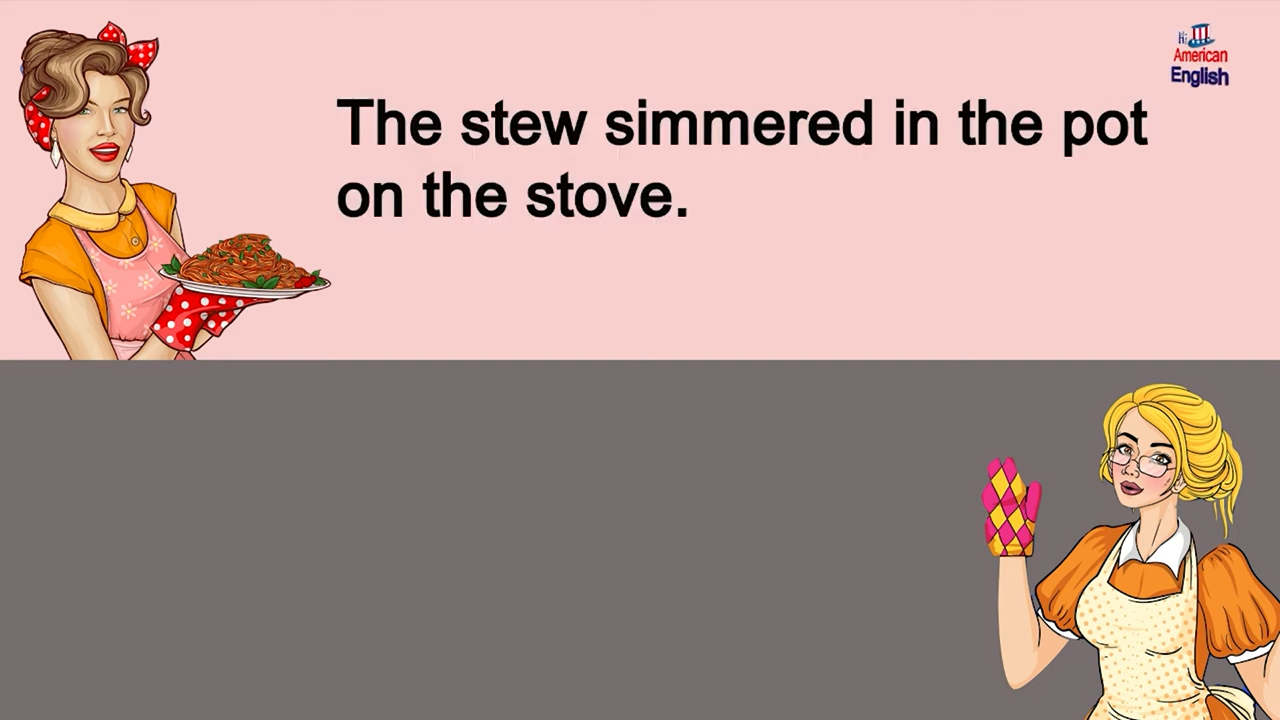 American
English
The stew simmered in the pot
on the stove.